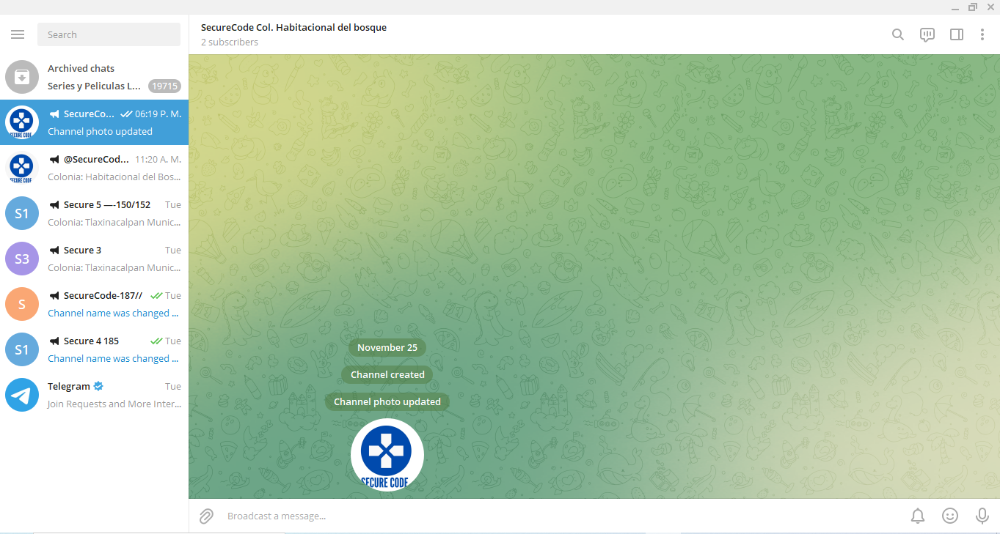 Search
Archived chats
Series y Peliculas L... 19715
SecureCo... 06:19 P. M.
Channel photo updated
SECURE CODE
@SecureCod... 11:20 A. M.
Colonia: Habitacional del Bos...
SECURE CODE
S1
Secure 5 —-150/152 Tue
Colonia: Tlaxinacalpan Munic...
S3
Secure 3 Tue
Colonia: Tlaxinacalpan Munic...
S
SecureCode-187// Tue
Channel name was changed ...
S1
Secure 4 185 Tue
Channel name was changed ...
Telegram Tue
Join Requests and More Inter...
SecureCode Col. Habitacional del bosque
2 subscribers
November 25
Channel created
Channel photo updated
SECURE CODE
Broadcast a message...